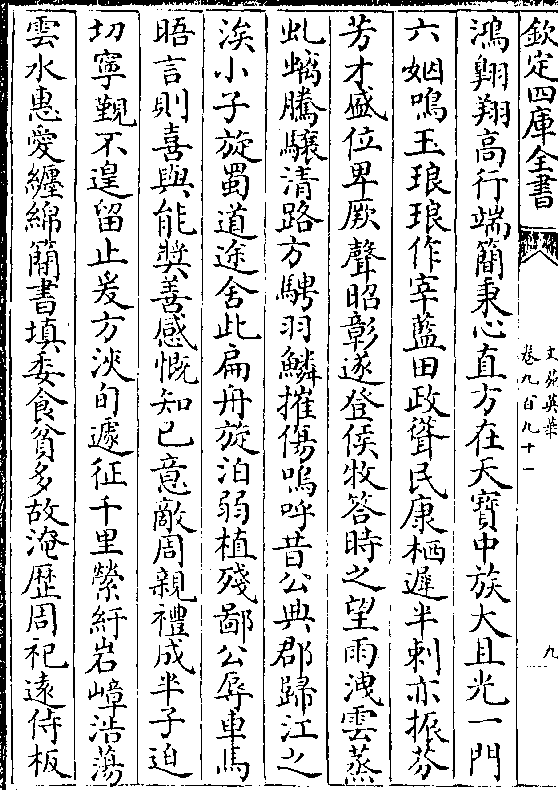 欽定四庫全書
文苑英華
卷九百九十一
九
鴻翺翔高行端簡秉心直方在天寶中族大且光一門
六姻鳴玉琅琅作宰藍田政聳民康栖遲半刺亦振芬
芳才盛位卑厥聲昭彰遂登侯牧答時之望雨洩雲蒸
虬螭騰驤清路方騁羽鱗摧傷嗚呼昔公典郡歸江之
涘小子旋蜀道途舍此扁舟旋泊弱植殘鄙公辱車馬
晤言則喜與能奬善感慨知已意敵周親禮成半子迫
切寧覲不遑留止爰方浹旬遽征千里縈紆岩嶂浩蕩
雲水惠愛纏綿簡書填委食貧多故淹歷周祀逺侍板